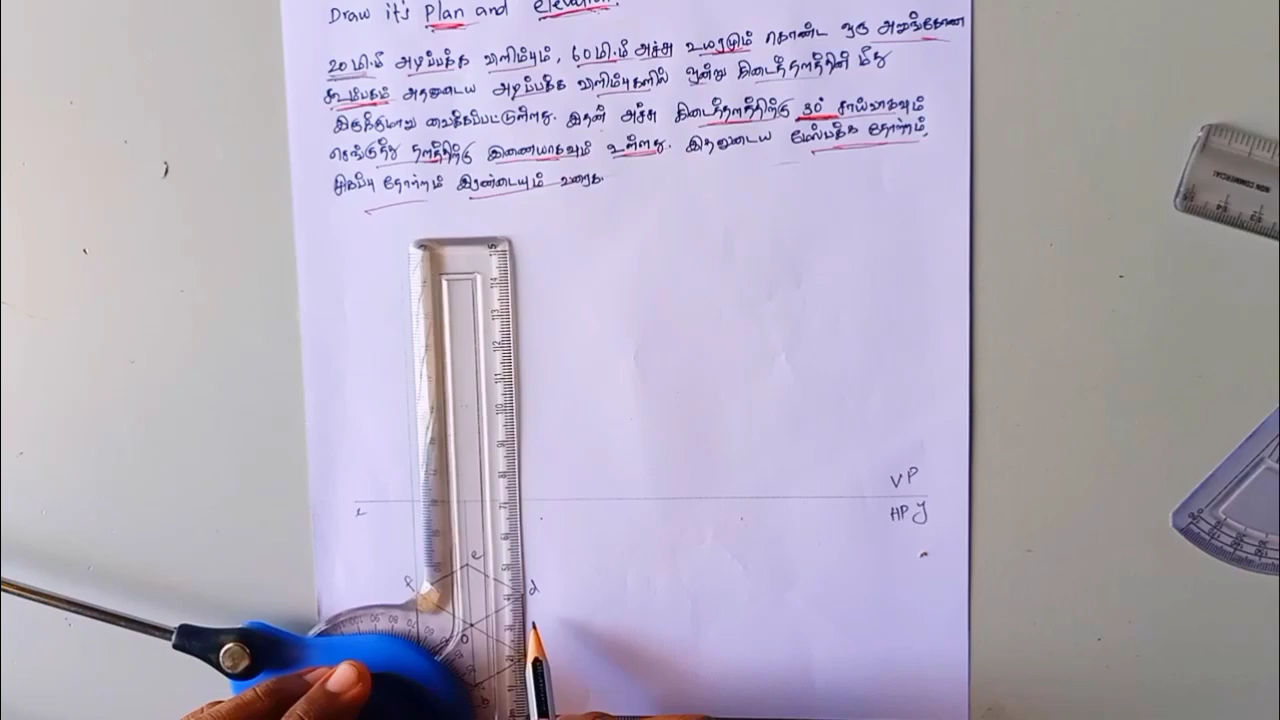 Draw it's Plan and elevation.
20 மி.மீ அடிப்பக்க விளிம்பும், 60 மி.மீ அச்சு உயரமும் கொண்ட ஒரு அறுங்கோண
கூம்பகம் அதனுடைய அடிப்பக்க விளிம்புகளில் ஒன்று கிடைத்தளத்தின் மீது
இருக்குமாறு வைக்கப்பட்டுள்ளது. இதன் அச்சு கிடைத்தளத்திற்கு 30° சாய்வாகவும்
செங்குத்து தளத்திற்கு இணையாகவும் உள்ளது. இதனுடைய மேல்பக்க தோற்றம்,
முகப்பு தோற்றம் இரண்டையும் வரைக.
NON COMMERCIAL
VP
HP y
x
e
f
d
o